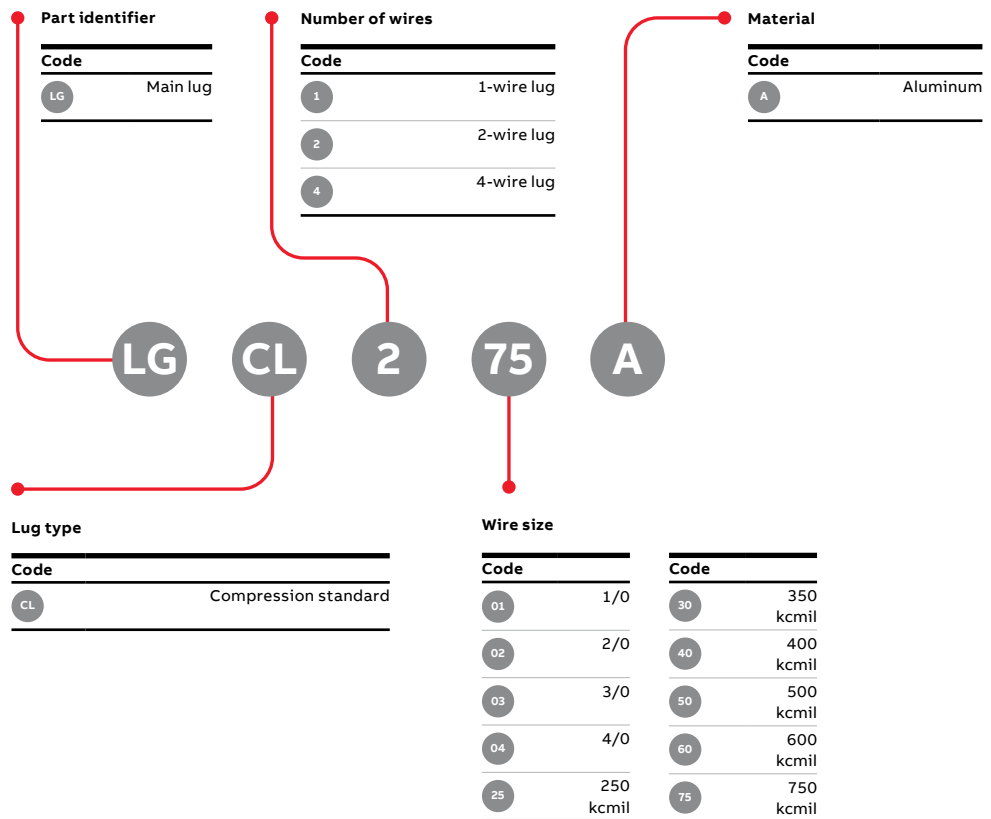 Part identifier
Code
LG Main lug
Number of wires
Code
1 1-wire lug
2 2-wire lug
4 4-wire lug
Material
Code
A Aluminum
LG CL 2 75 A
Lug type
Code
CL Compression standard
Wire size
Code
01 1/0
02 2/0
03 3/0
04 4/0
25 250
kcmil
Code
30 350
kcmil
40 400
kcmil
50 500
kcmil
60 600
kcmil
75 750
kcmil